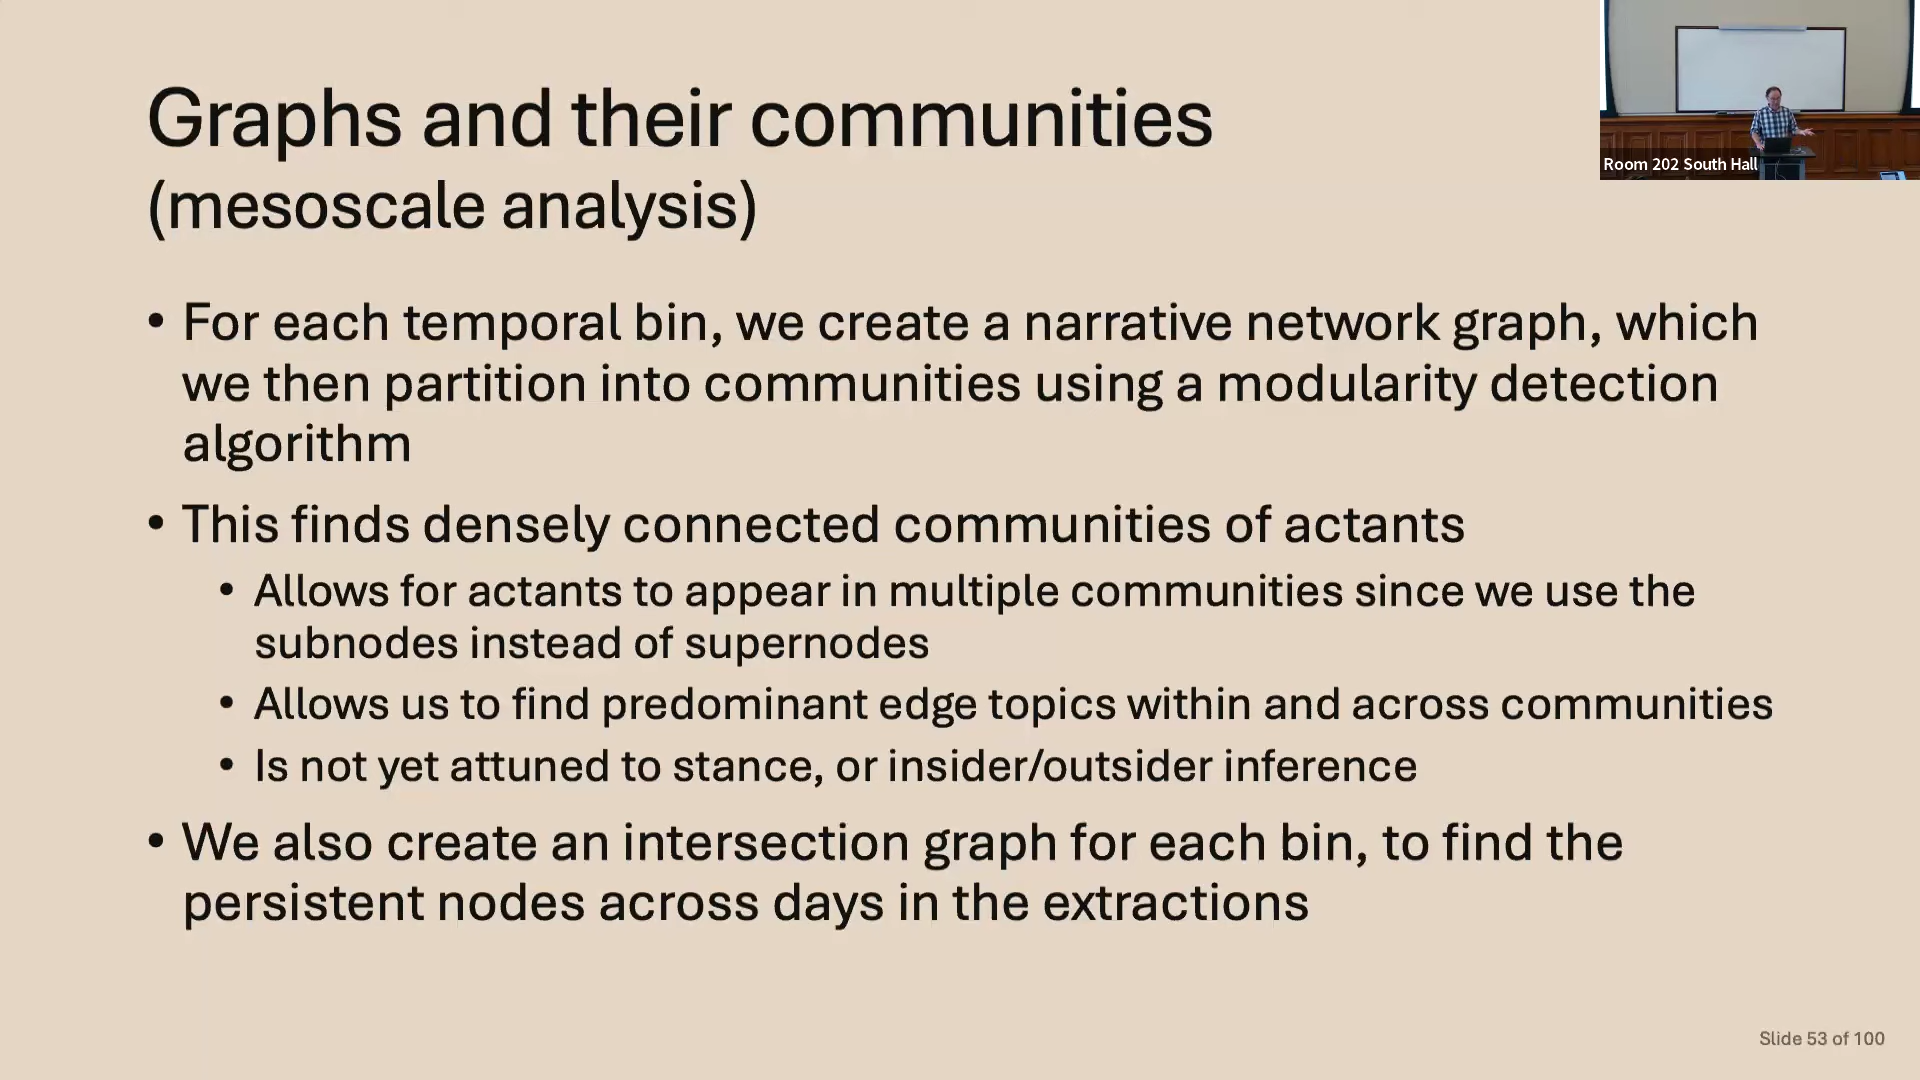 Graphs and their communities
(mesoscale analysis)
Room 202 South Hall
• For each temporal bin, we create a narrative network graph, which
we then partition into communities using a modularity detection
algorithm
• This finds densely connected communities of actants
• Allows for actants to appear in multiple communities since we use the
subnodes instead of supernodes
• Allows us to find predominant edge topics within and across communities
• Is not yet attuned to stance, or insider/outsider inference
• We also create an intersection graph for each bin, to find the
persistent nodes across days in the extractions
Slide 53 of 100